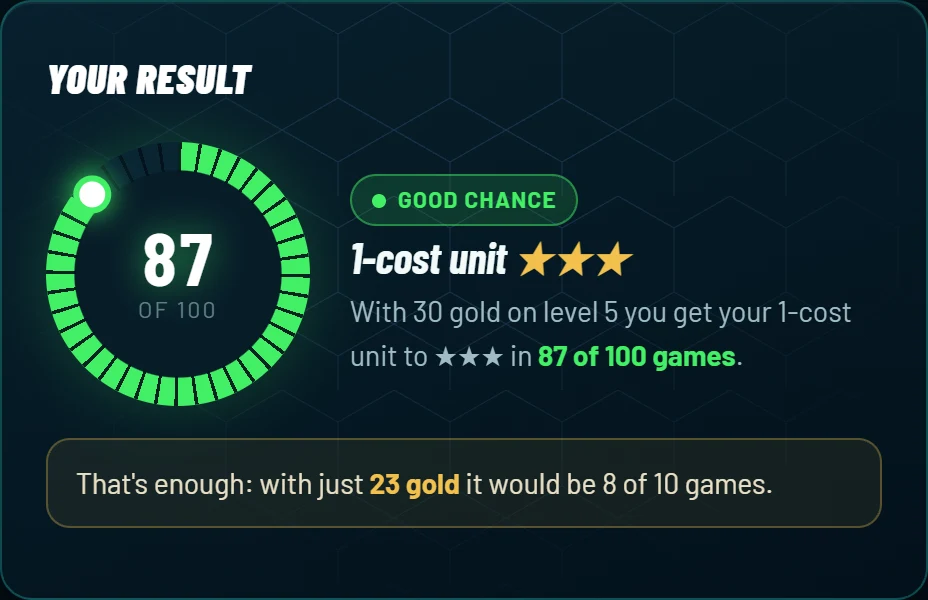 YOUR RESULT
87
OF 100
GOOD CHANCE
1-cost unit ★★★
With 30 gold on level 5 you get your 1-cost
unit to ★★★ in 87 of 100 games.
That's enough: with just 23 gold it would be 8 of 10 games.